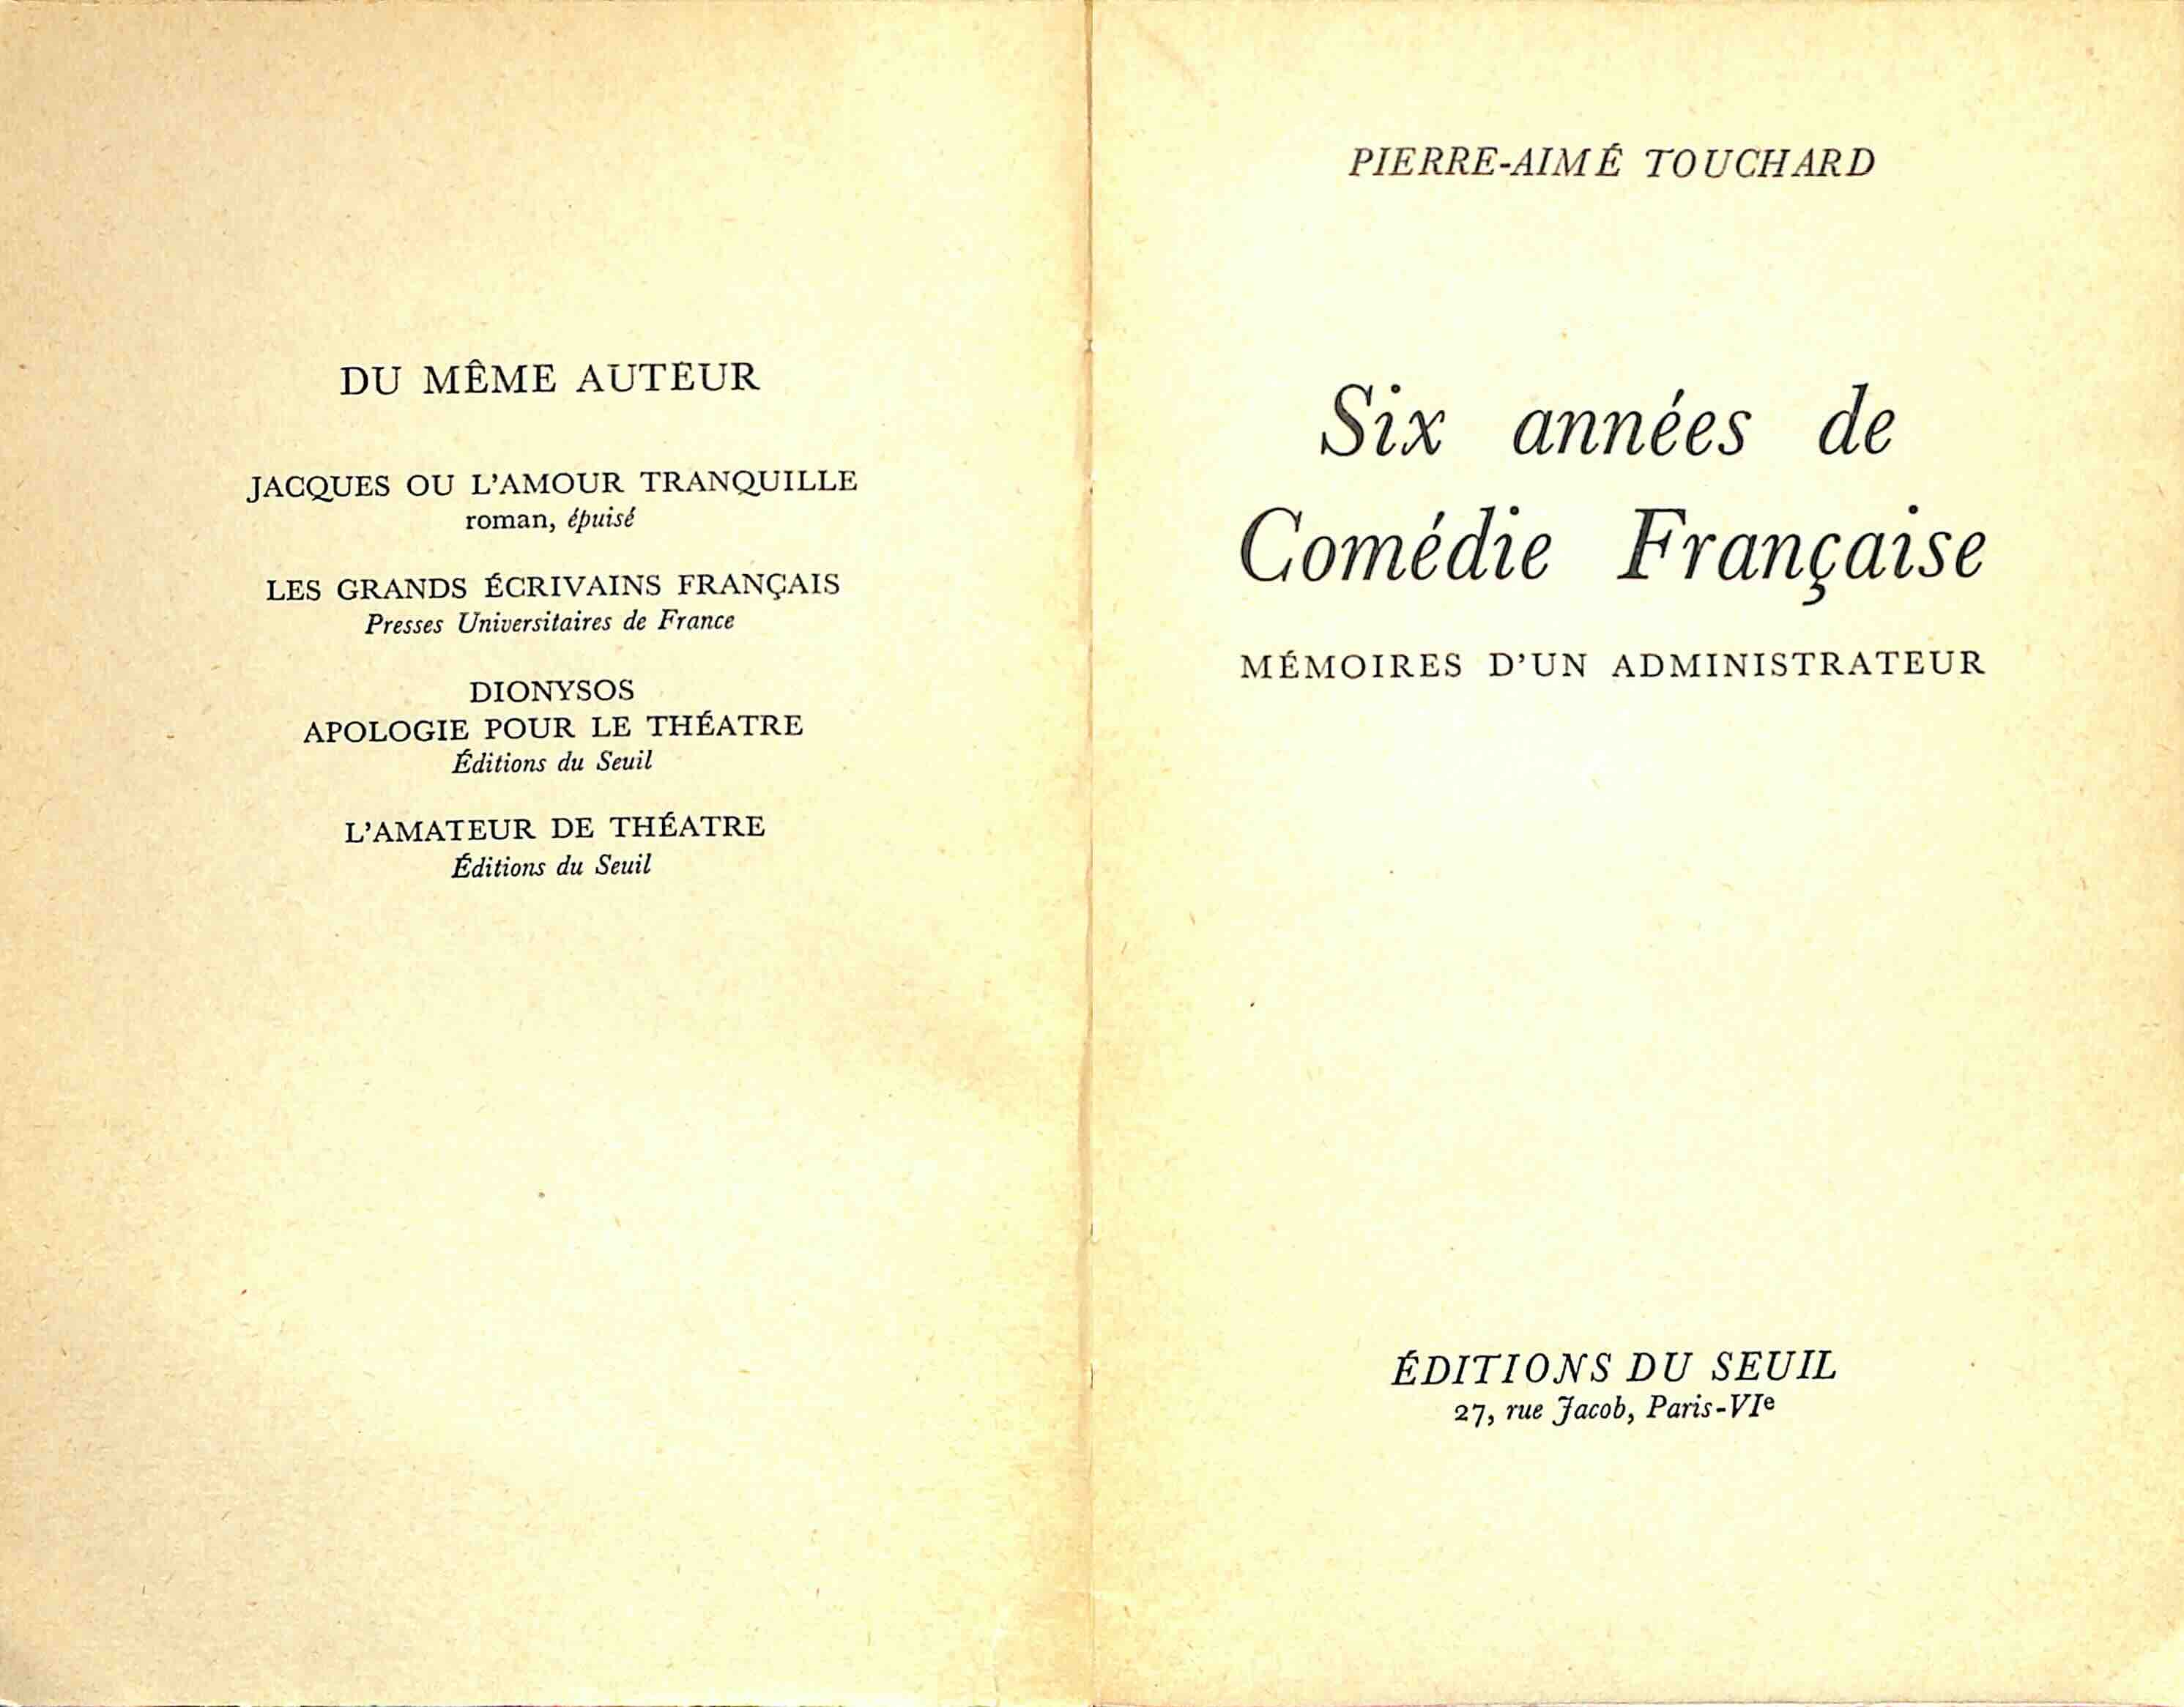 DU MÊME AUTEUR
JACQUES OU L'AMOUR TRANQUILLE
roman, épuisé
LES GRANDS ÉCRIVAINS FRANÇAIS
Presses Universitaires de France
DIONYSOS
APOLOGIE POUR LE THÉATRE
Éditions du Seuil
L'AMATEUR DE THÉATRE
Éditions du Seuil
PIERRE-AIMÉ TOUCHARD
Six années de
Comédie Française
MÉMOIRES D'UN ADMINISTRATEUR
ÉDITIONS DU SEUIL
27, rue Jacob, Paris-VIe